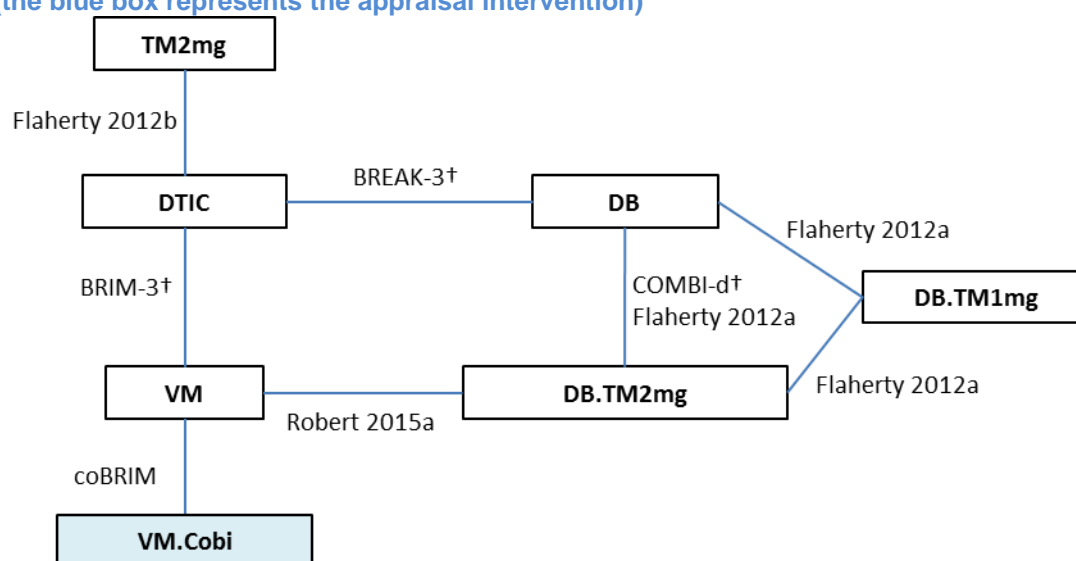 (the blue box represents the appraisal intervention)
TM2mg
Flaherty 2012b
DTIC
BREAK-3†
DB
Flaherty 2012a
BRIM-3†
COMBI-d†
Flaherty 2012a
DB.TM1mg
VM
Robert 2015a
DB.TM2mg
Flaherty 2012a
coBRIM
VM.Cobi